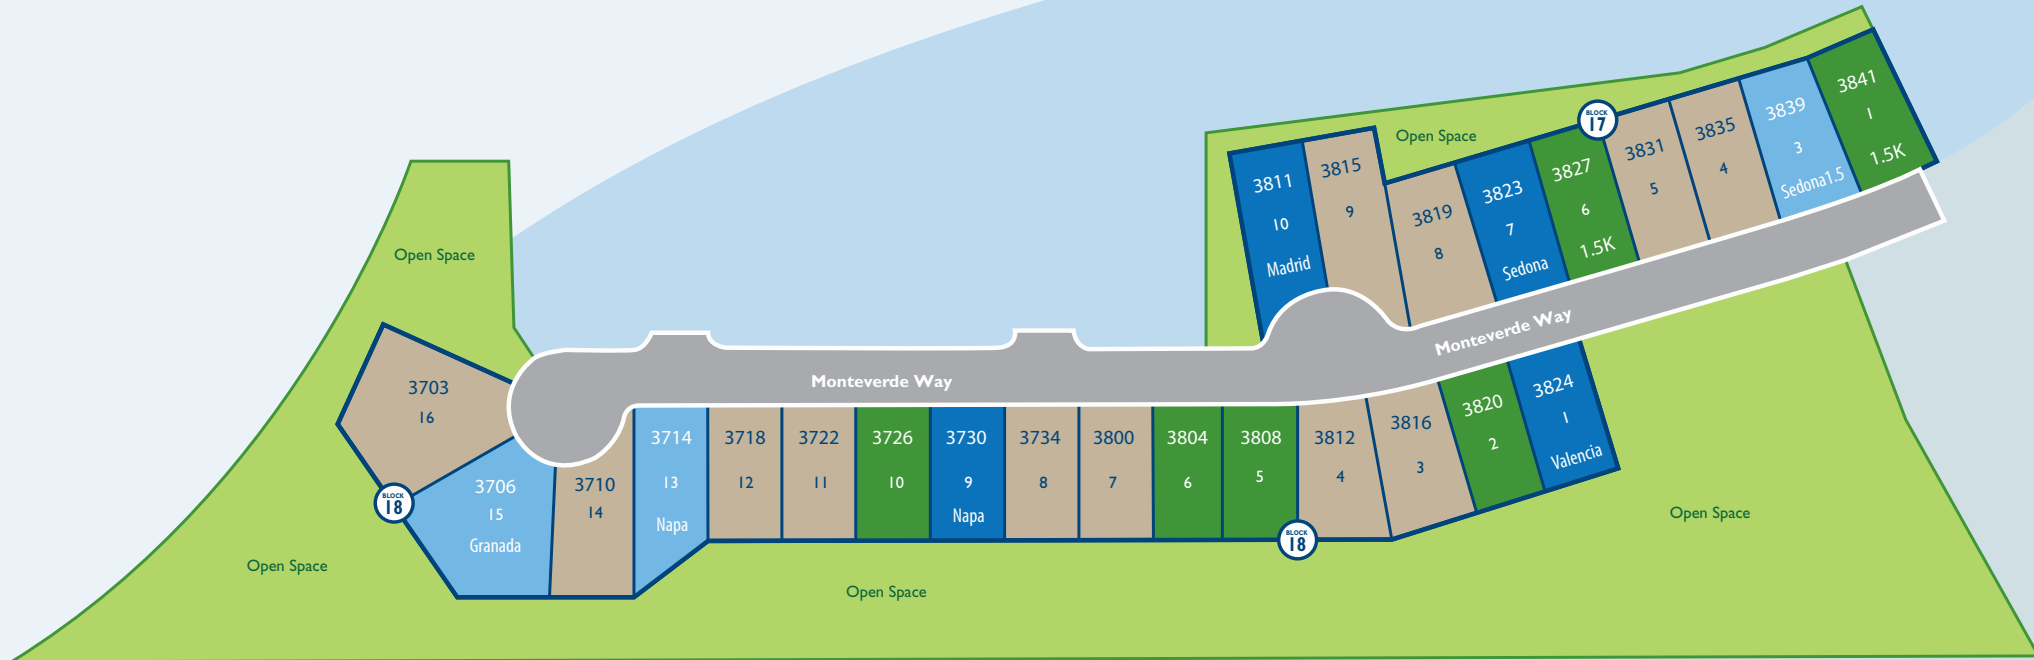 3841
1
1.5K
3839
3
Sedona1.5
3835
4
3831
5
BLOCK
17
3827
6
1.5K
3823
7
Sedona
3819
8
3815
9
3811
10
Madrid
Open Space
Open Space
Monteverde Way
Monteverde Way
3703
16
BLOCK
18
3706
15
Granada
3710
14
3714
13
Napa
3718
12
3722
11
3726
10
3730
9
Napa
3734
8
3800
7
3804
6
3808
5
3812
4
BLOCK
18
3816
3
3820
2
3824
1
Valencia
Open Space
Open Space
Open Space